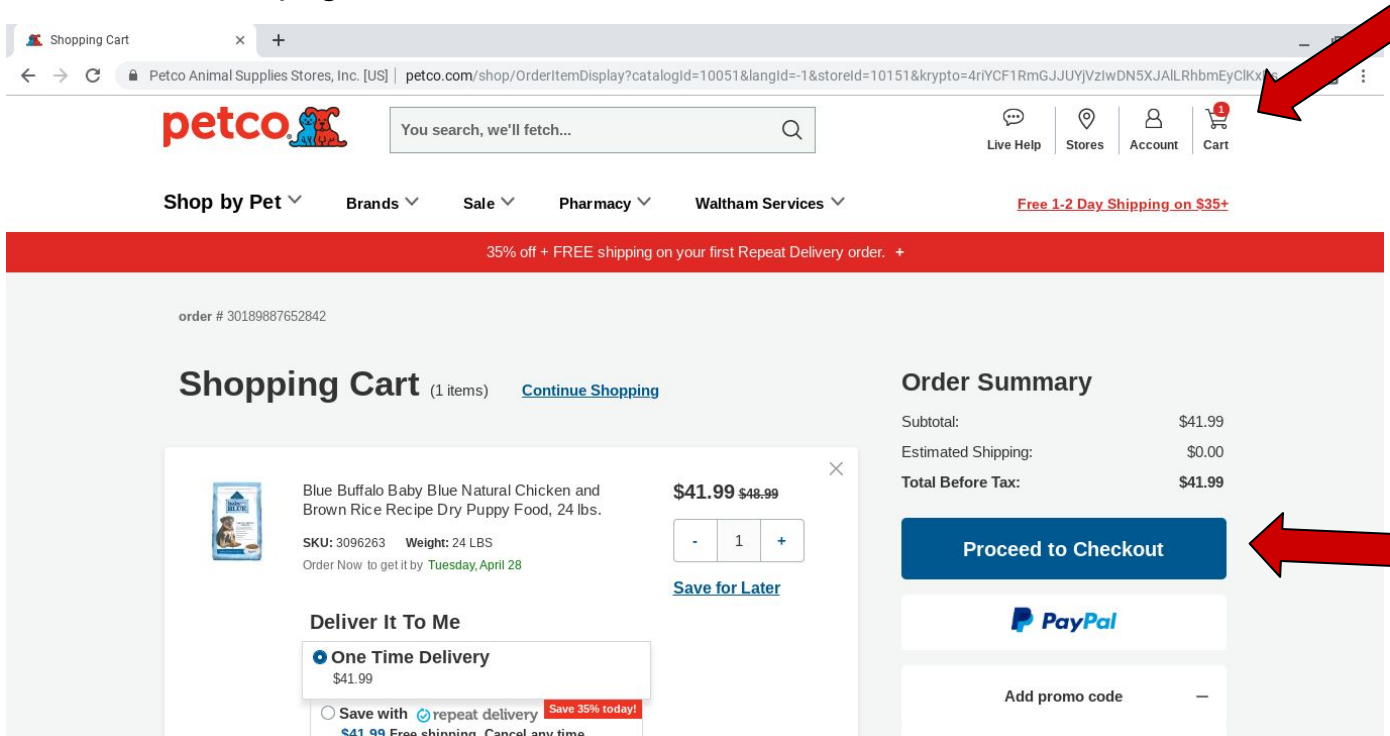 Shopping Cart
Petco Animal Supplies Stores, Inc. [US] | petco.com/shop/OrderItemDisplay?catalogId=10051&langId=-1&storeId=10151&krypto=4riYCF1RmGJJUYjVzIwDN5XJAlLRhbmEyClKx
petco
You search, we'll fetch...
1
Live Help Stores Account Cart
Shop by Pet Brands Sale Pharmacy Waltham Services Free 1-2 Day Shipping on $35+
35% off + FREE shipping on your first Repeat Delivery order. +
order # 30189887652842
Shopping Cart (1 items) Continue Shopping
Blue Buffalo Baby Blue Natural Chicken and
Brown Rice Recipe Dry Puppy Food, 24 lbs.
SKU: 3096263 Weight: 24 LBS
Order Now to get it by Tuesday, April 28
$41.99 $48.99
- 1 +
Save for Later
Deliver It To Me
One Time Delivery
$41.99
Save with repeat delivery Save 35% today!
$41.99 Free shipping. Cancel any time
Order Summary
Subtotal: $41.99
Estimated Shipping: $0.00
Total Before Tax: $41.99
Proceed to Checkout
PayPal
Add promo code –